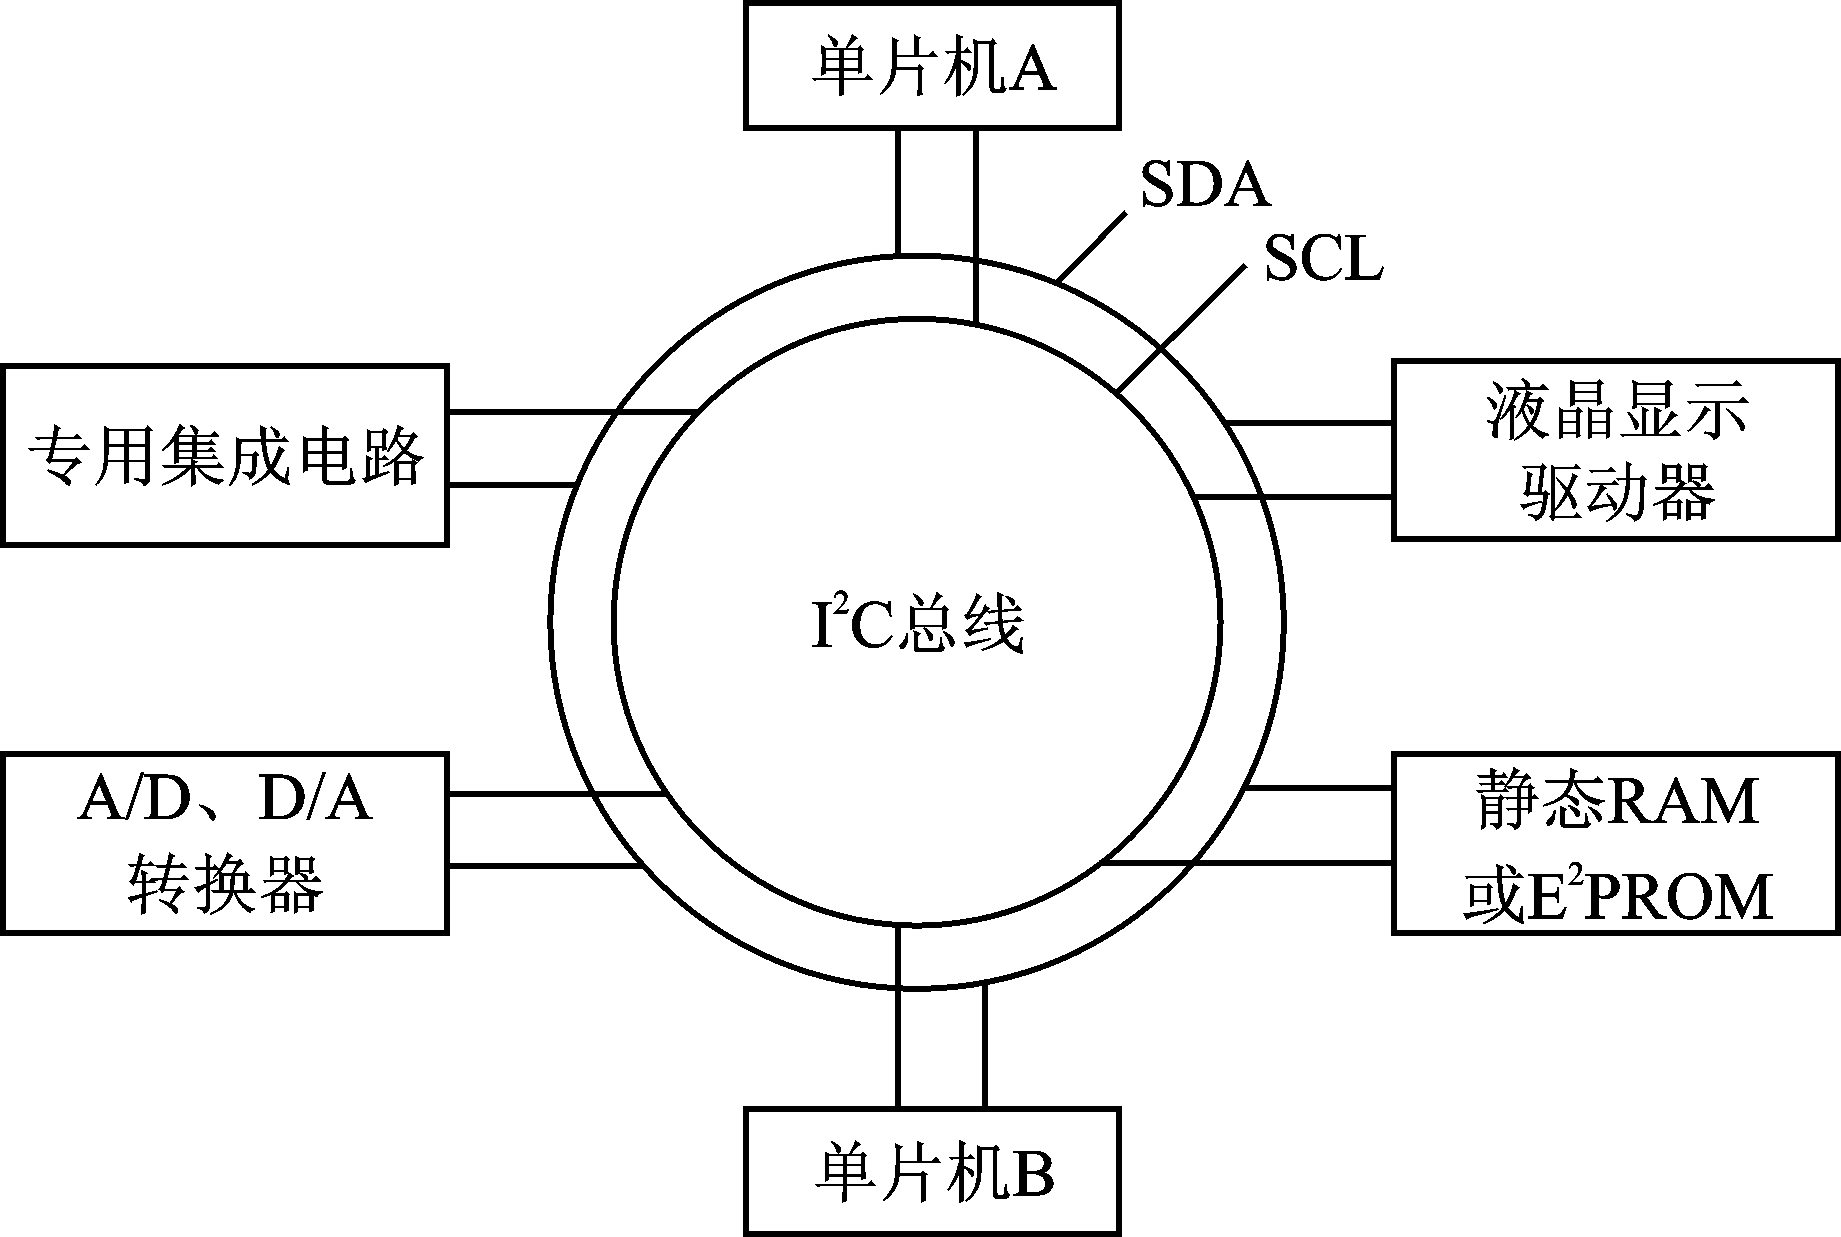 单片机A
SDA
SCL
专用集成电路
液晶显示
驱动器
I²C总线
A/D、D/A
转换器
静态RAM
或E²PROM
单片机B